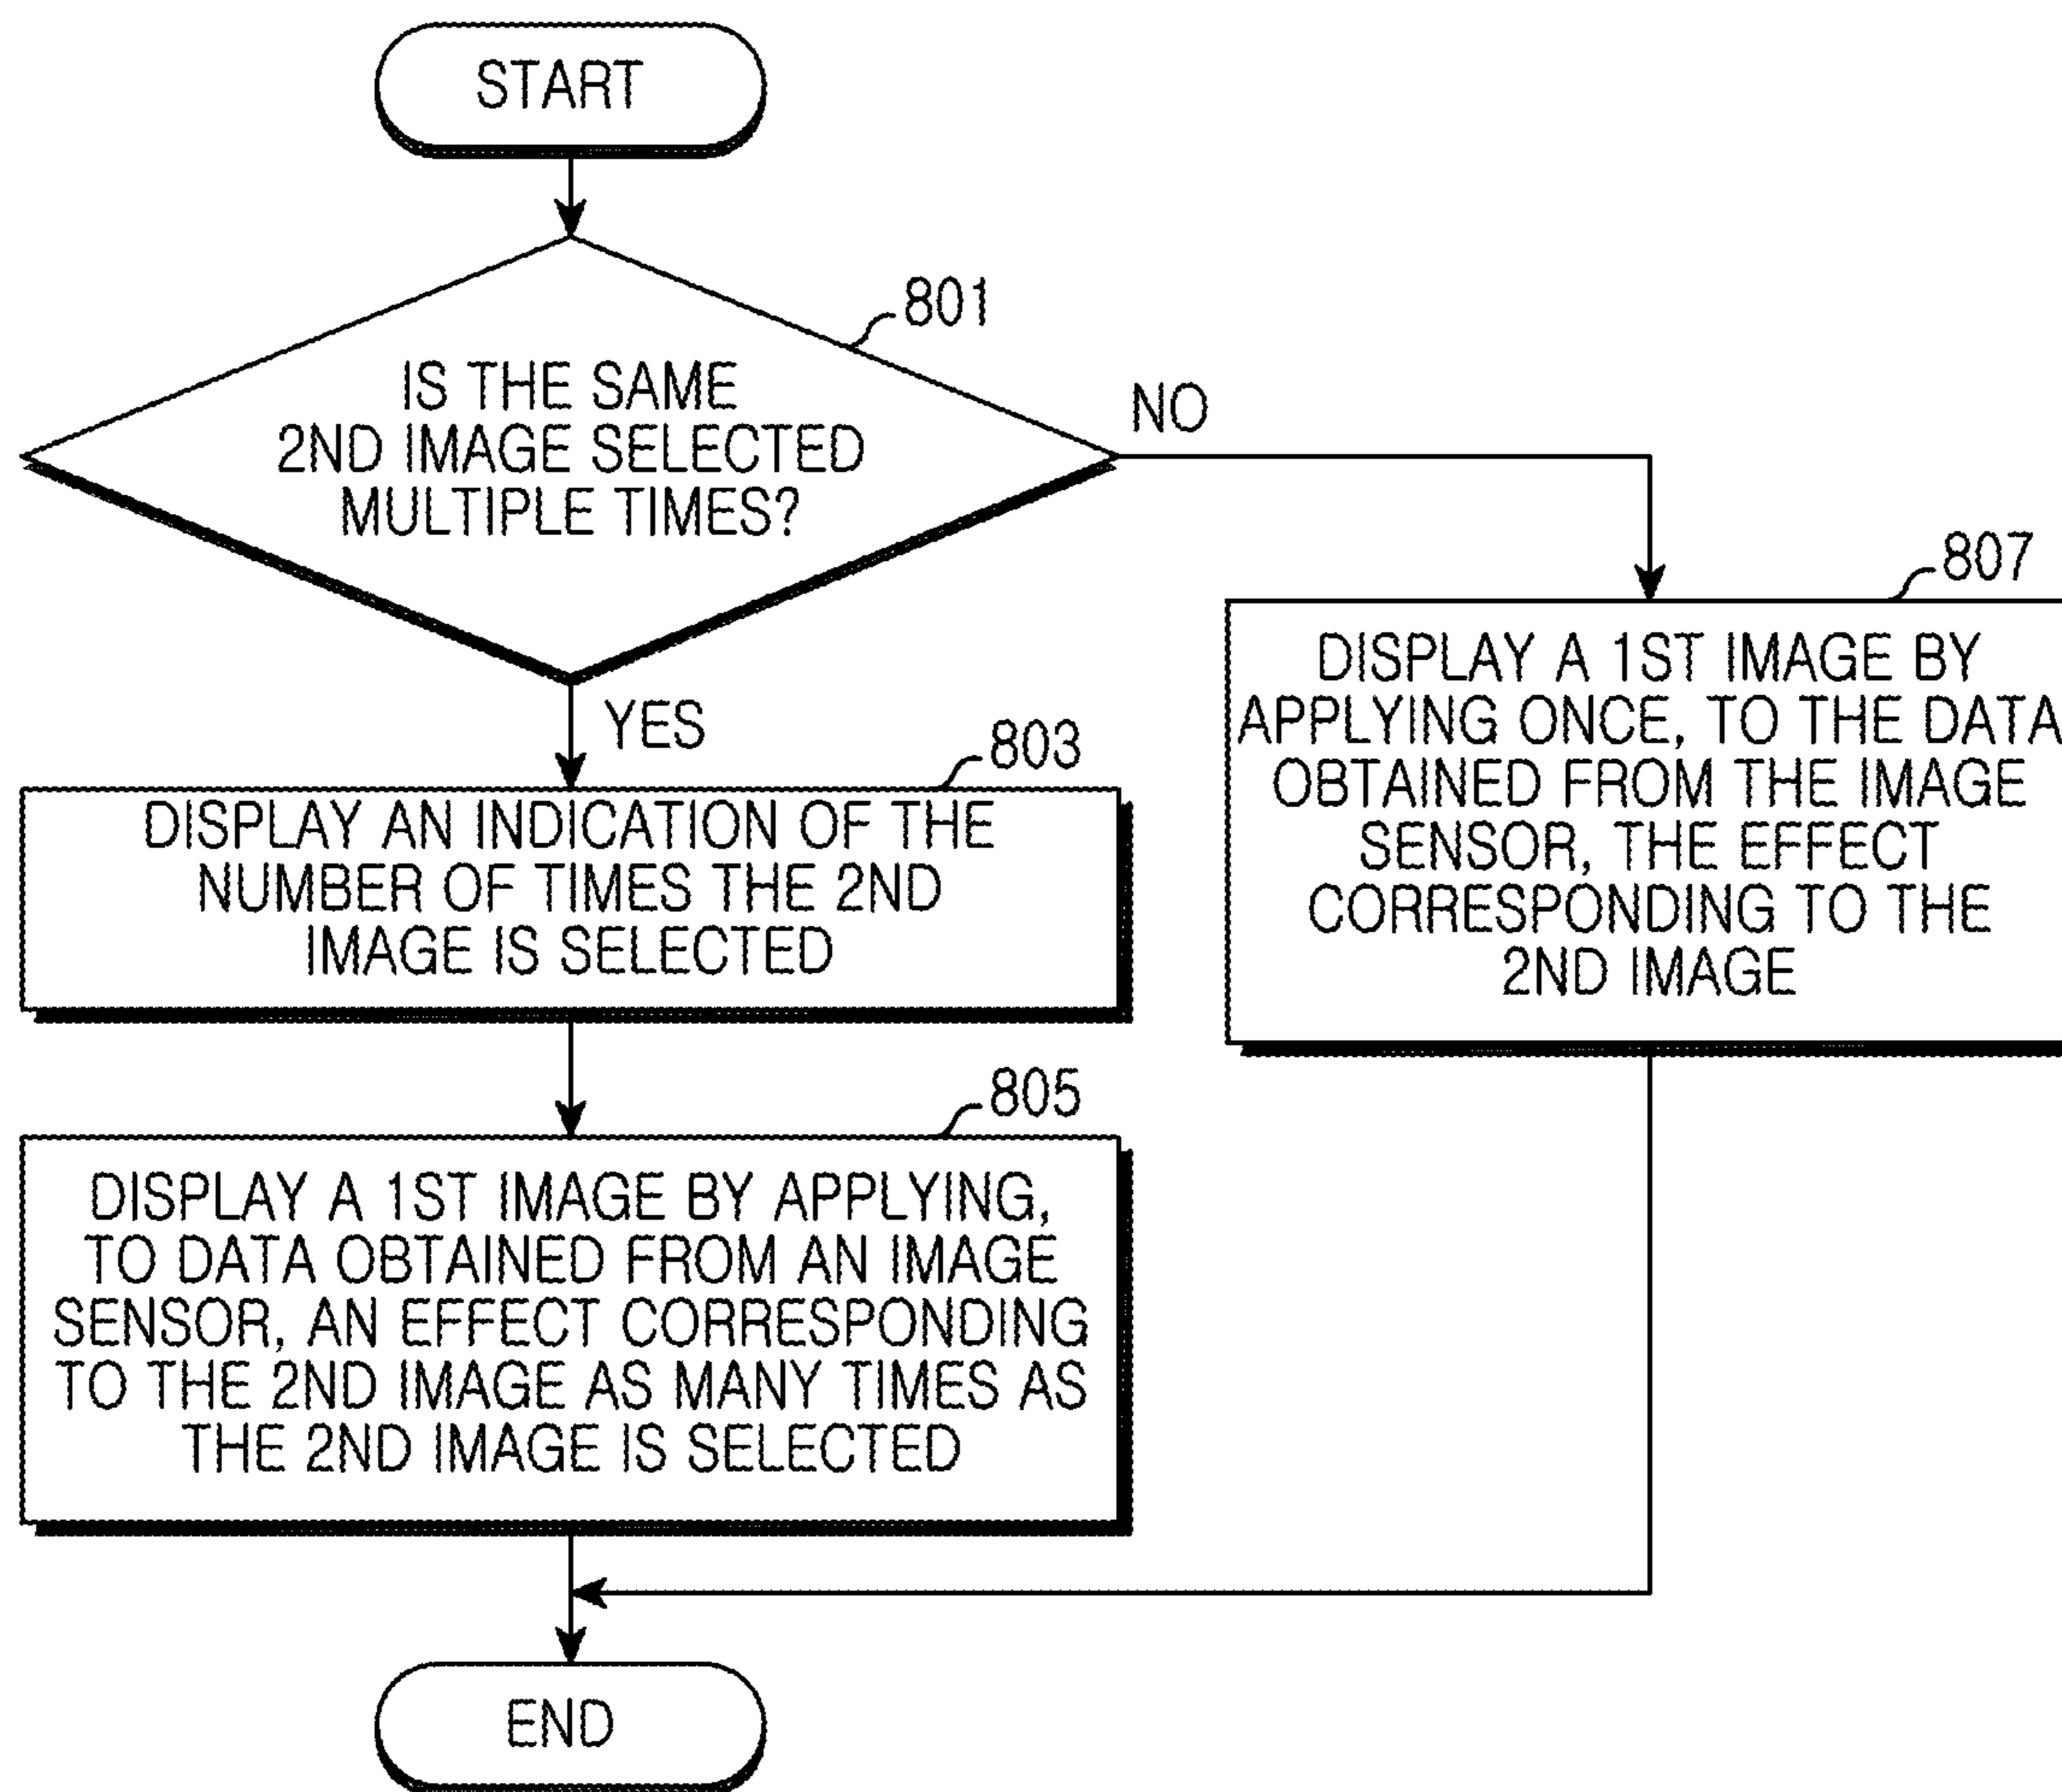 START
801
IS THE SAME
2ND IMAGE SELECTED
MULTIPLE TIMES?
NO
YES
803
DISPLAY AN INDICATION OF THE
NUMBER OF TIMES THE 2ND
IMAGE IS SELECTED
805
DISPLAY A 1ST IMAGE BY APPLYING,
TO DATA OBTAINED FROM AN IMAGE
SENSOR, AN EFFECT CORRESPONDING
TO THE 2ND IMAGE AS MANY TIMES AS
THE 2ND IMAGE IS SELECTED
807
DISPLAY A 1ST IMAGE BY
APPLYING ONCE, TO THE DATA
OBTAINED FROM THE IMAGE
SENSOR, THE EFFECT
CORRESPONDING TO THE
2ND IMAGE
END